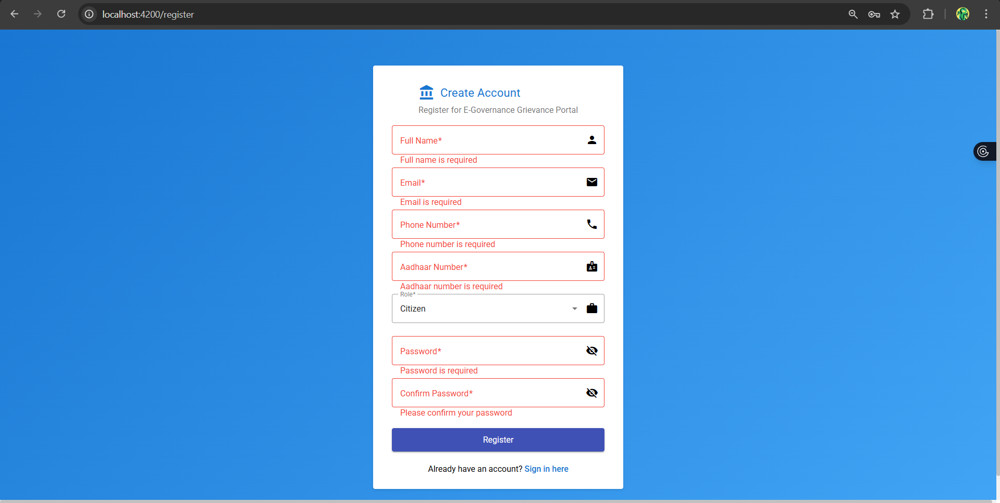 localhost:4200/register
Create Account
Register for E-Governance Grievance Portal
Full Name*
Full name is required
Email*
Email is required
Phone Number*
Phone number is required
Aadhaar Number*
Aadhaar number is required
Role*
Citizen
Password*
Password is required
Confirm Password*
Please confirm your password
Register
Already have an account? Sign in here